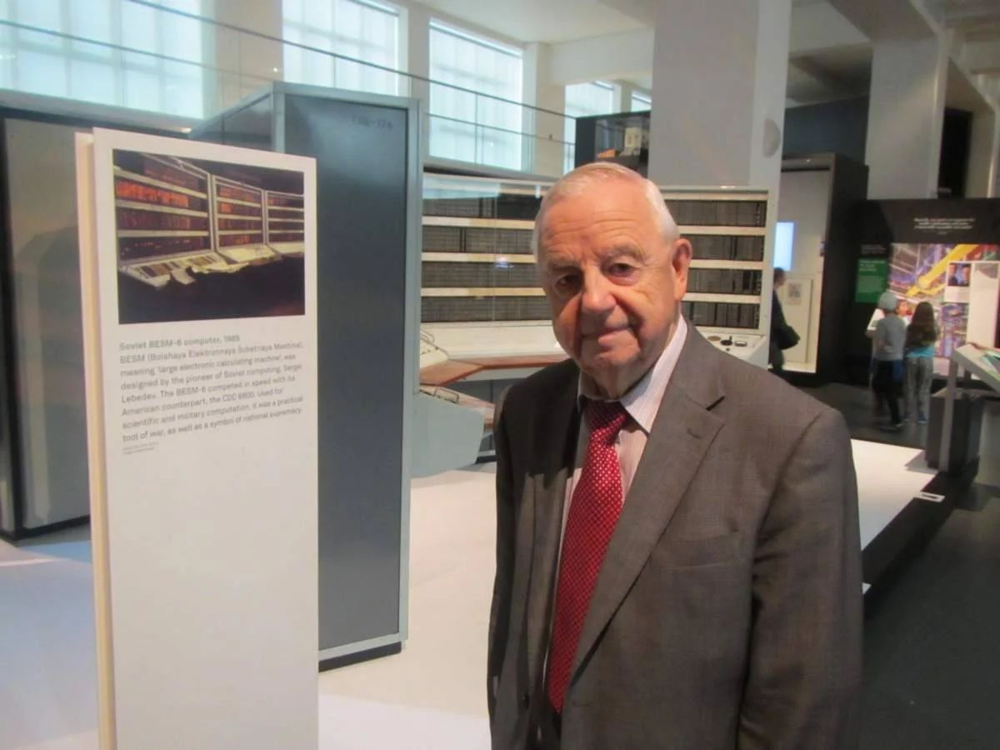 Soviet BESM-6 computer, 1965
BESM (Bolshaya Elektronnaya Schetnaya Mashina),
meaning 'large electronic calculating machine', was
designed by the pioneer of Soviet computing, Sergei
Lebedev. The BESM-6 competed in speed with its
American counterpart, the CDC 6600. Used for
scientific and military computation, it was a practical
tool of war, as well as a symbol of national supremacy.